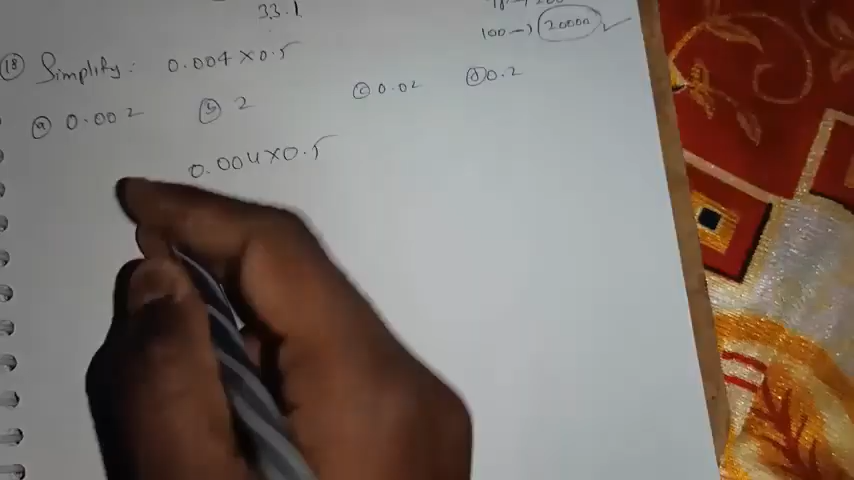 33.1
100 → 20000
⑱ Simplify: 0.004 × 0.5
ⓐ 0.002 ⓑ 2 ⓒ 0.02 ⓓ 0.2
0.004 × 0.5